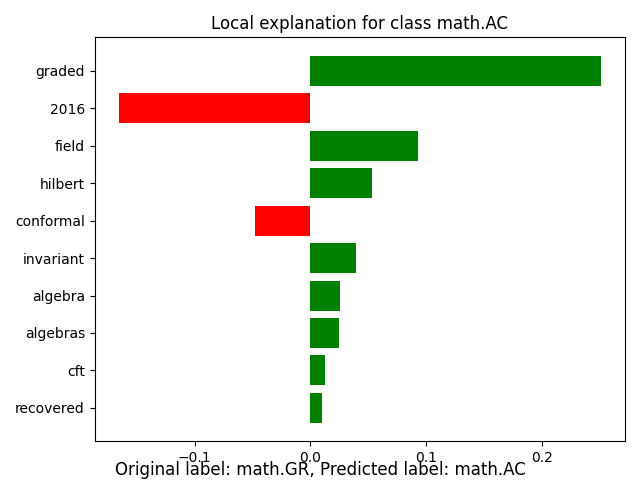 Local explanation for class math.AC
graded
2016
field
hilbert
conformal
invariant
algebra
algebras
cft
recovered
−0.1 0.0 0.1 0.2
Original label: math.GR, Predicted label: math.AC